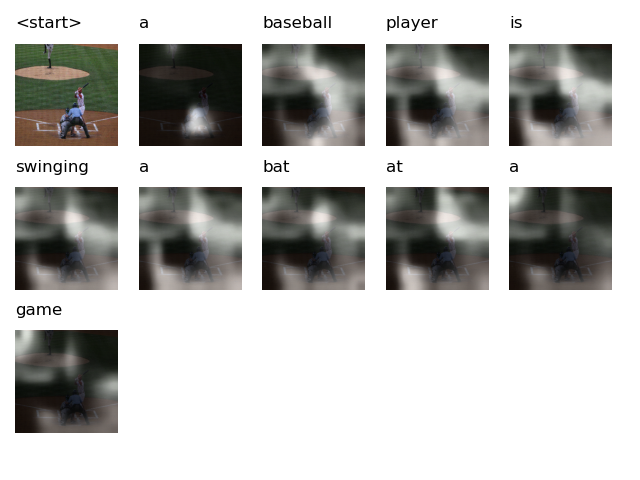 <start> a baseball player is
swinging a bat at a
game